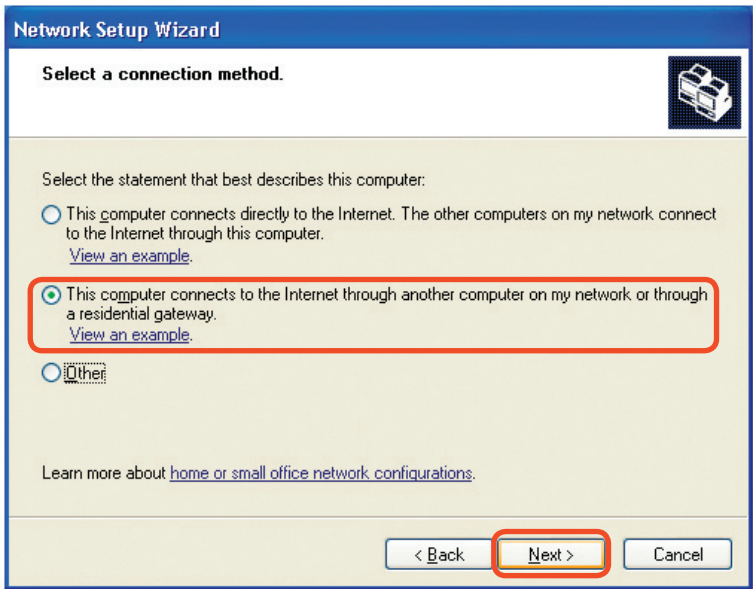 Network Setup Wizard
Select a connection method.
Select the statement that best describes this computer:
This computer connects directly to the Internet. The other computers on my network connect
to the Internet through this computer.
View an example.
This computer connects to the Internet through another computer on my network or through
a residential gateway.
View an example.
Other
Learn more about home or small office network configurations.
< Back Next > Cancel